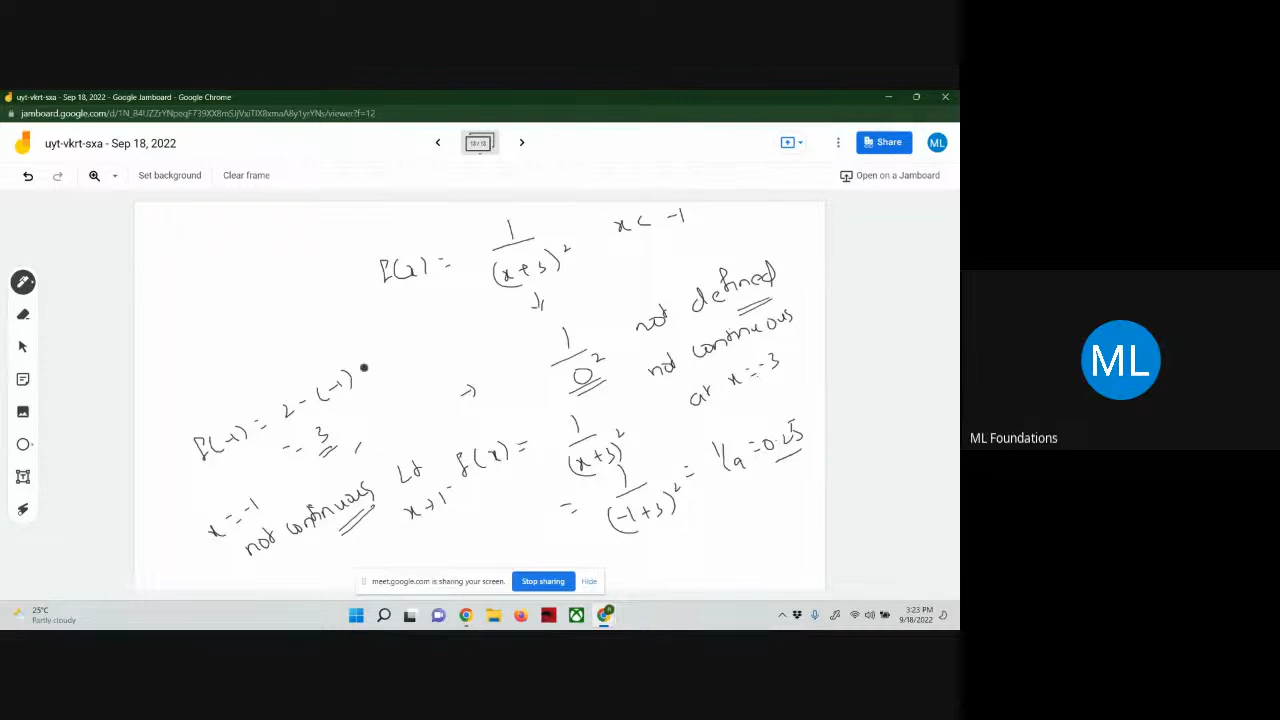 uyt-vkrt-sxa - Sep 18, 2022 - Google Jamboard - Google Chrome
uyt-vkrt-sxa - Sep 18, 2022
13 / 13
Share
ML
Set background
Clear frame
Open on a Jamboard
f(x) = 1/(x+3)² x < -1
→
1/0² not defined
not continuous
at x = -3
f(-1) = 2 - (-1)
= 3,
→
Lt x→1⁻ f(x) = 1/(x+3)²
= 1/(-1+3)² = 1/9 = 0.25
x = -1
not continuous
meet.google.com is sharing your screen.
Stop sharing
Hide
ML
ML Foundations
25°C
Partly cloudy
3:23 PM
9/18/2022